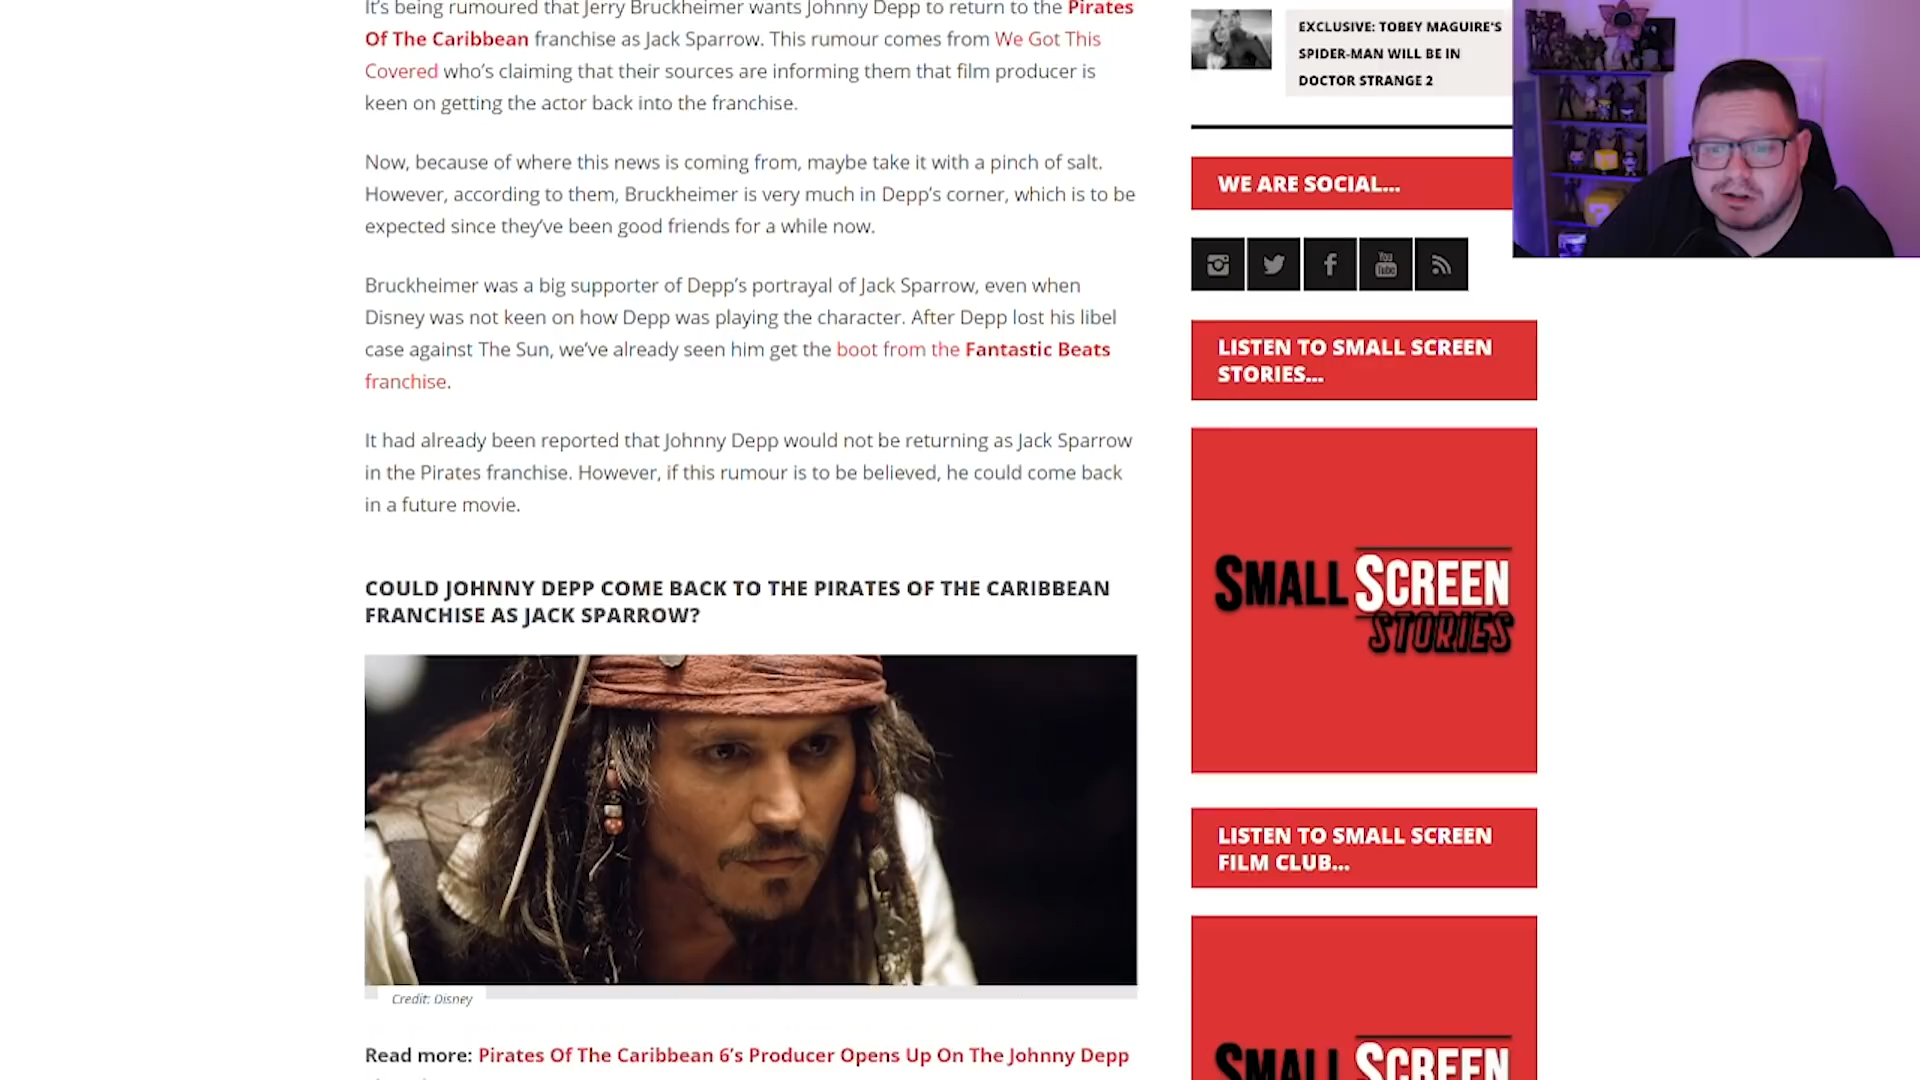 It's being rumoured that Jerry Bruckheimer wants Johnny Depp to return to the Pirates
Of The Caribbean franchise as Jack Sparrow. This rumour comes from We Got This
Covered who's claiming that their sources are informing them that film producer is
keen on getting the actor back into the franchise.
Now, because of where this news is coming from, maybe take it with a pinch of salt.
However, according to them, Bruckheimer is very much in Depp's corner, which is to be
expected since they've been good friends for a while now.
Bruckheimer was a big supporter of Depp's portrayal of Jack Sparrow, even when
Disney was not keen on how Depp was playing the character. After Depp lost his libel
case against The Sun, we've already seen him get the boot from the Fantastic Beats
franchise.
It had already been reported that Johnny Depp would not be returning as Jack Sparrow
in the Pirates franchise. However, if this rumour is to be believed, he could come back
in a future movie.
COULD JOHNNY DEPP COME BACK TO THE PIRATES OF THE CARIBBEAN
FRANCHISE AS JACK SPARROW?
Credit: Disney
Read more: Pirates Of The Caribbean 6's Producer Opens Up On The Johnny Depp
EXCLUSIVE: TOBEY MAGUIRE'S
SPIDER-MAN WILL BE IN
DOCTOR STRANGE 2
WE ARE SOCIAL...
You
Tube
LISTEN TO SMALL SCREEN
STORIES...
SMALL SCREEN
STORIES
LISTEN TO SMALL SCREEN
FILM CLUB...
SMALL SCREEN